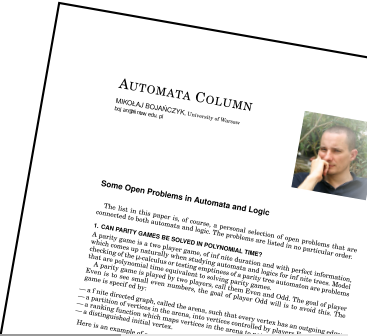 AUTOMATA COLUMN
MIKOŁAJ BOJAŃCZYK, University of Warsaw
bojan@mimuw.edu.pl
Some Open Problems in Automata and Logic
The list in this paper is, of course, a personal selection of open problems that are
connected to both automata and logic. The problems are listed in no particular order.
1. CAN PARITY GAMES BE SOLVED IN POLYNOMIAL TIME?
A parity game is a two player game, of infinite duration and with perfect information,
which comes up naturally when studying automata and logics for infinite trees. Model
checking of the μ-calculus or testing emptiness of a parity tree automaton are problems
that are polynomial time equivalent to solving parity games.
A parity game is played by two players, call them Even and Odd. The goal of player
Even is to see small even numbers, the goal of player Odd will is to avoid this. The
game is specified by:
— a finite directed graph, called the arena, such that every vertex has an outgoing
— a partition of vertices in the arena, into vertices controlled by players
— a ranking function which maps vertices in the arena to
— a distinguished initial vertex.
Here is an example of